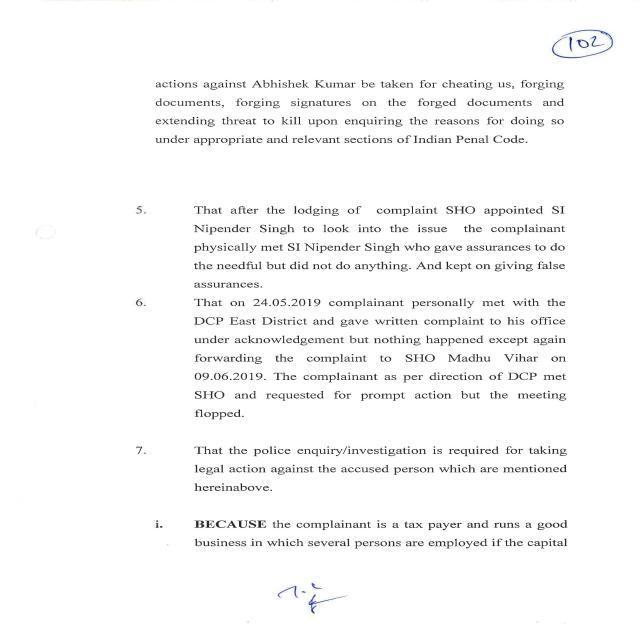 102
actions against Abhishek Kumar be taken for cheating us, forging
documents, forging signatures on the forged documents and
extending threat to kill upon enquiring the reasons for doing so
under appropriate and relevant sections of Indian Penal Code.
5. That after the lodging of complaint SHO appointed SI
Nipender Singh to look into the issue the complainant
physically met SI Nipender Singh who gave assurances to do
the needful but did not do anything. And kept on giving false
assurances.
6. That on 24.05.2019 complainant personally met with the
DCP East District and gave written complaint to his office
under acknowledgement but nothing happened except again
forwarding the complaint to SHO Madhu Vihar on
09.06.2019. The complainant as per direction of DCP met
SHO and requested for prompt action but the meeting
flopped.
7. That the police enquiry/investigation is required for taking
legal action against the accused person which are mentioned
hereinabove.
i. BECAUSE the complainant is a tax payer and runs a good
business in which several persons are employed if the capital